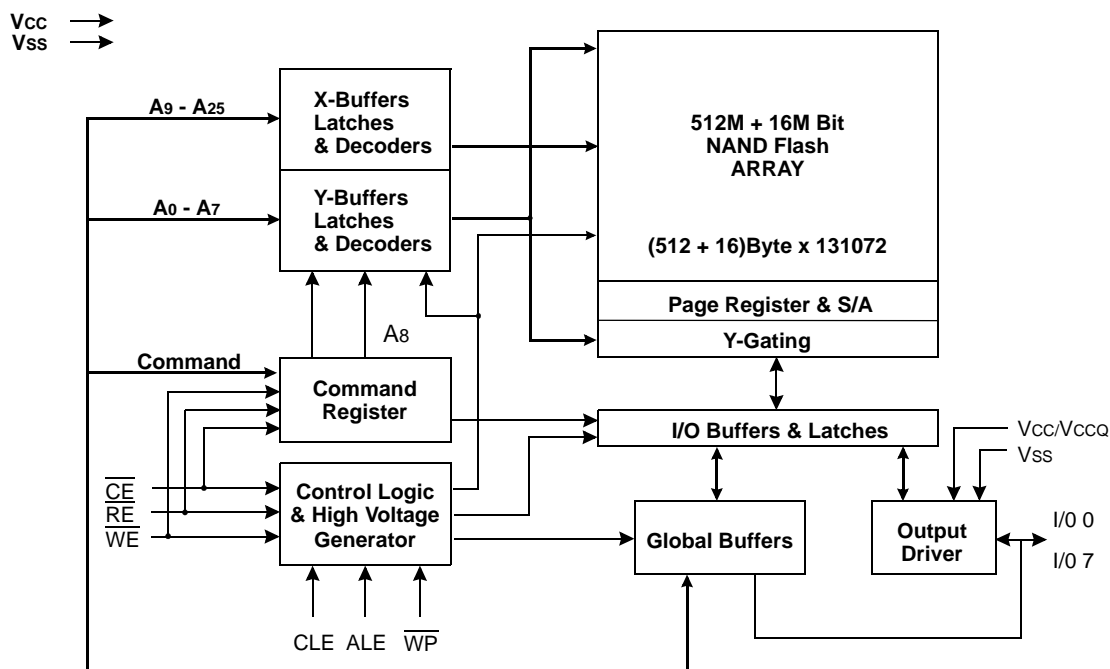 VCC
VSS
A9 - A25
X-Buffers
Latches
& Decoders
512M + 16M Bit
NAND Flash
ARRAY
A0 - A7
Y-Buffers
Latches
& Decoders
(512 + 16)Byte x 131072
Page Register & S/A
Y-Gating
A8
Command
Command
Register
I/O Buffers & Latches
VCC/VCCQ
VSS
CE
RE
WE
Control Logic
& High Voltage
Generator
Global Buffers
Output
Driver
I/0 0
I/0 7
CLE
ALE
WP